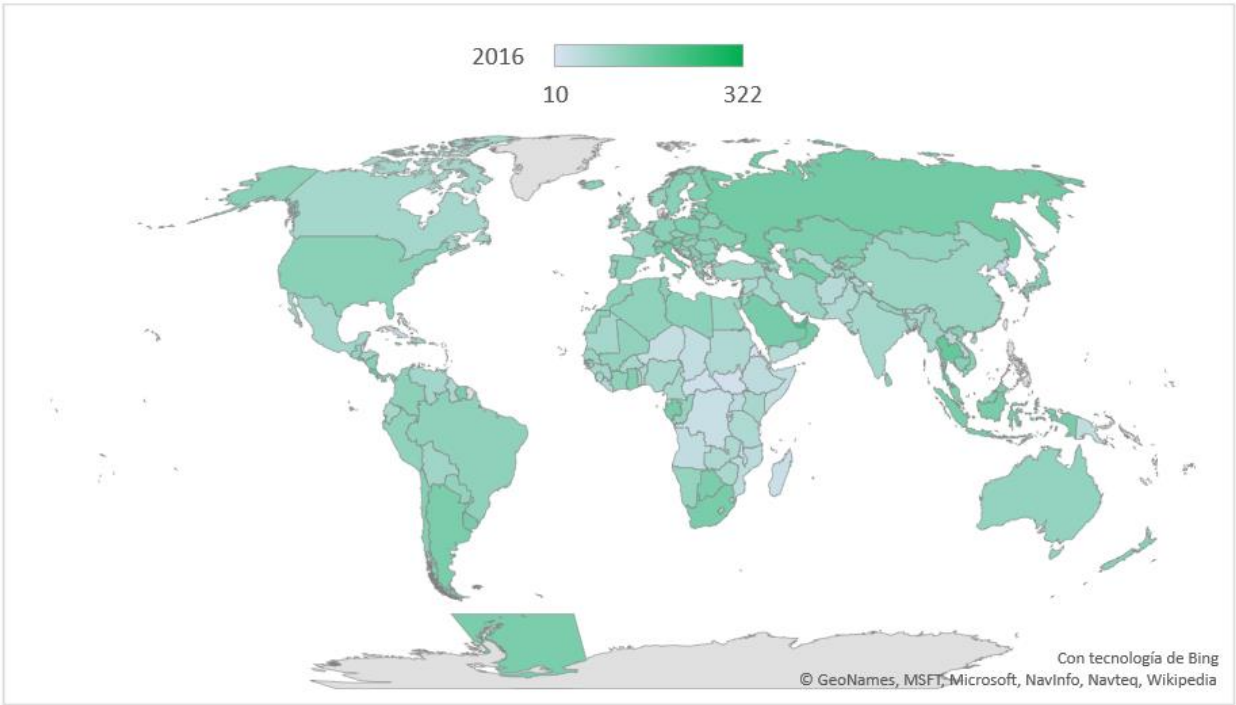 2016
10 322
Con tecnología de Bing
© GeoNames, MSFT, Microsoft, NavInfo, Navteq, Wikipedia